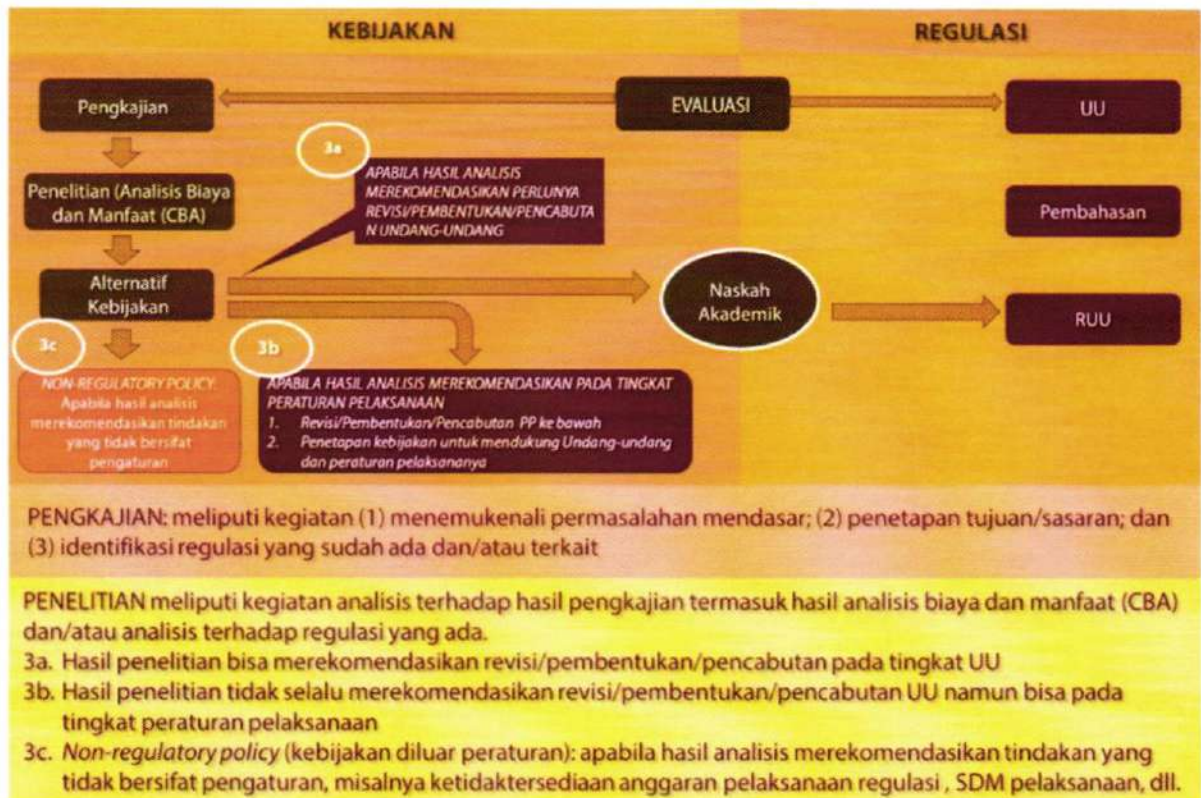 KEBIJAKAN
REGULASI
Pengkajian
EVALUASI
UU
3a
APABILA HASIL ANALISIS
MEREKOMENDASIKAN PERLUNYA
REVISI/PEMBENTUKAN/PENCABUTA
N UNDANG-UNDANG
Penelitian (Analisis Biaya
dan Manfaat (CBA)
Pembahasan
Alternatif
Kebijakan
Naskah
Akademik
RUU
3c
3b
NON-REGULATORY POLICY:
Apabila hasil analisis
merekomendasikan tindakan
yang tidak bersifat
pengaturan
APABILA HASIL ANALISIS MEREKOMENDASIKAN PADA TINGKAT
PERATURAN PELAKSANAAN
1. Revisi/Pembentukan/Pencabutan PP ke bawah
2. Penetapan kebijakan untuk mendukung Undang-undang
dan peraturan pelaksananya
PENGKAJIAN: meliputi kegiatan (1) menemukenali permasalahan mendasar; (2) penetapan tujuan/sasaran; dan
(3) identifikasi regulasi yang sudah ada dan/atau terkait
PENELITIAN meliputi kegiatan analisis terhadap hasil pengkajian termasuk hasil analisis biaya dan manfaat (CBA)
dan/atau analisis terhadap regulasi yang ada.
3a. Hasil penelitian bisa merekomendasikan revisi/pembentukan/pencabutan pada tingkat UU
3b. Hasil penelitian tidak selalu merekomendasikan revisi/pembentukan/pencabutan UU namun bisa pada
tingkat peraturan pelaksanaan
3c. Non-regulatory policy (kebijakan diluar peraturan): apabila hasil analisis merekomendasikan tindakan yang
tidak bersifat pengaturan, misalnya ketidaktersediaan anggaran pelaksanaan regulasi , SDM pelaksanaan, dll.